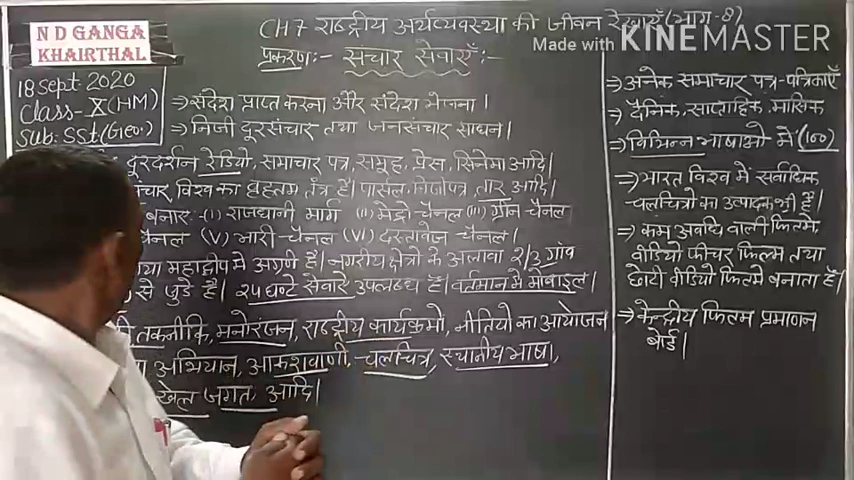 CH 7 राष्ट्रीय अर्थव्यवस्था की जीवन रेखाएँ (भाग-8)
N D GANGA
KHAIRTHAL
Made with KINEMASTER
प्रकरण:- संचार सेवाएँ:-
18 Sept. 2020
Class-X (HM)
Sub: SSt (Geo.)
⇒ संदेश प्राप्त करना और संदेश भेजना।
⇒ निजी दूरसंचार तथा जनसंचार साधन।
दूरदर्शन रेडियो, समाचार पत्र, समूह, प्रेस, सिनेमा आदि।
संचार, विश्व का वृहतम तंत्र है। पार्सल, निजीपत्र, तार आदि।
(I) राजधानी मार्ग (II) मेट्रो चैनल (III) ग्रीन चैनल
चैनल (V) भारी चैनल (VI) दस्तावेज चैनल।
महाद्वीप मे अग्रणी है। नगरीय क्षेत्रो के अलावा 2/3 गाँव
से जुडे है। २५ घण्टे सेवाए उपलब्ध है। वर्तमान मे मोबाइल।
तकनीकि, मनोरंजन, राष्ट्रीय कार्यक्रमो, नीतियो का आयोजन
अभियान, आकाशवाणी, चलचित्र, स्थानीय भाषा,
खेल जगत आदि।
⇒ अनेक समाचार पत्र-पत्रिकाएँ
⇒ दैनिक, साप्ताहिक, मासिक
⇒ विभिन्न भाषाओ मे (100)
⇒ भारत विश्व मे सर्वाधिक
चलचित्रो का उत्पादक भी है।
⇒ कम अवधि वाली फिल्मे,
वीडियो फीचर फिल्म तथा
छोटी वीडियो फिल्मे बनाता है।
⇒ केन्द्रीय फिल्म प्रमाणन
बोर्ड।